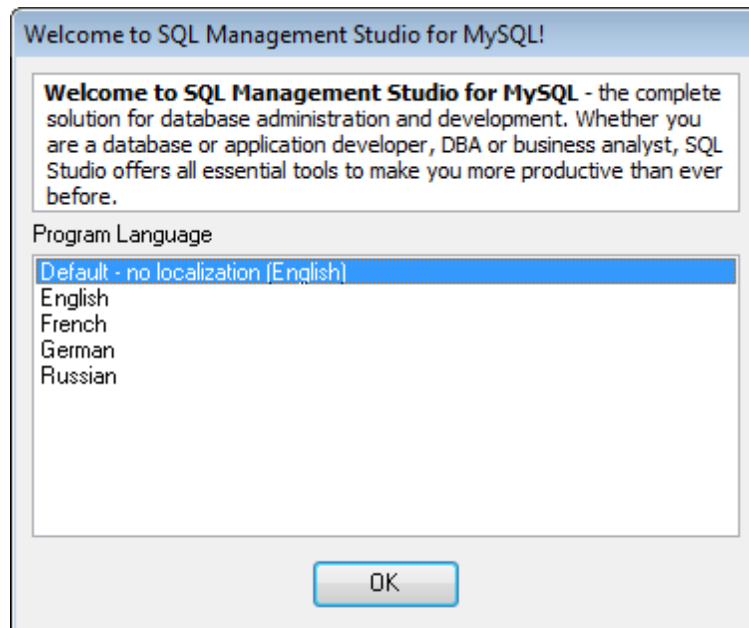 Welcome to SQL Management Studio for MySQL!
Welcome to SQL Management Studio for MySQL - the complete
solution for database administration and development. Whether you
are a database or application developer, DBA or business analyst, SQL
Studio offers all essential tools to make you more productive than ever
before.
Program Language
Default - no localization (English)
English
French
German
Russian
OK